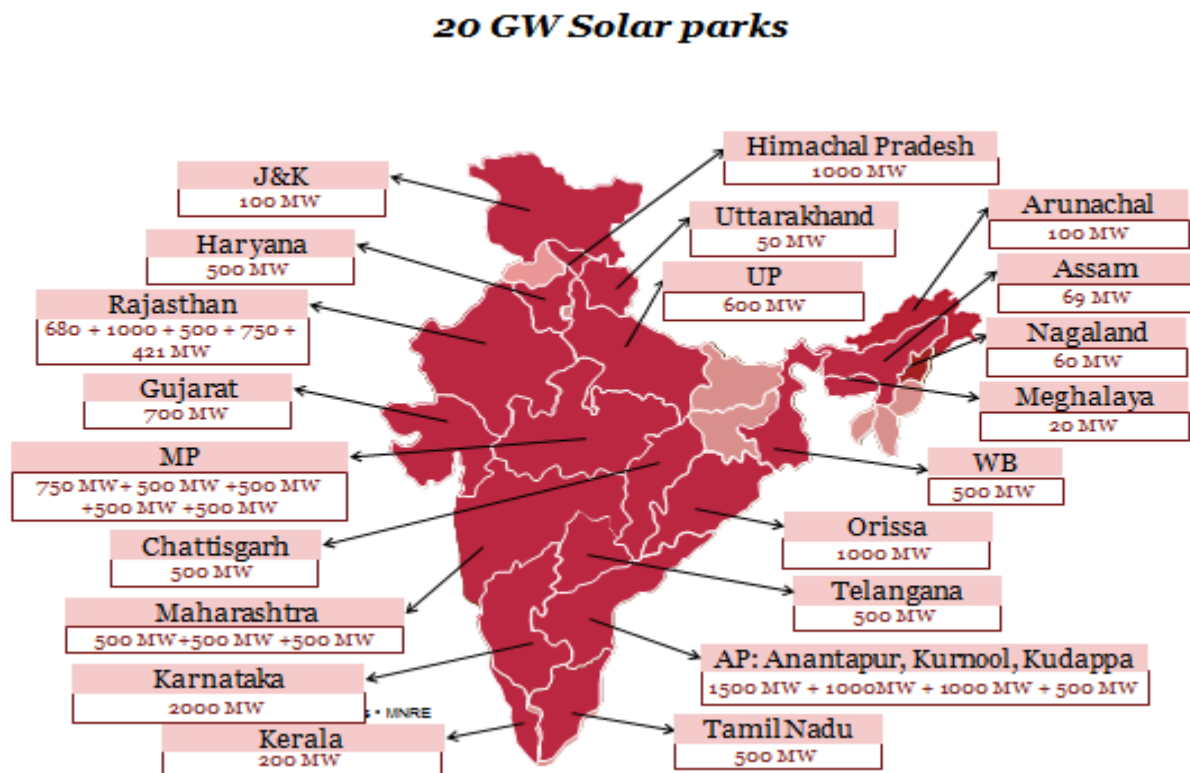 20 GW Solar parks
J&K
100 MW
Haryana
500 MW
Rajasthan
680 + 1000 + 500 + 750 +
421 MW
Gujarat
700 MW
MP
750 MW+ 500 MW +500 MW
+500 MW +500 MW
Chattisgarh
500 MW
Maharashtra
500 MW+500 MW +500 MW
Karnataka
2000 MW
s • MNRE
Kerala
200 MW
Himachal Pradesh
1000 MW
Uttarakhand
50 MW
UP
600 MW
Arunachal
100 MW
Assam
69 MW
Nagaland
60 MW
Meghalaya
20 MW
WB
500 MW
Orissa
1000 MW
Telangana
500 MW
AP: Anantapur, Kurnool, Kudappa
1500 MW + 1000MW + 1000 MW + 500 MW
Tamil Nadu
500 MW